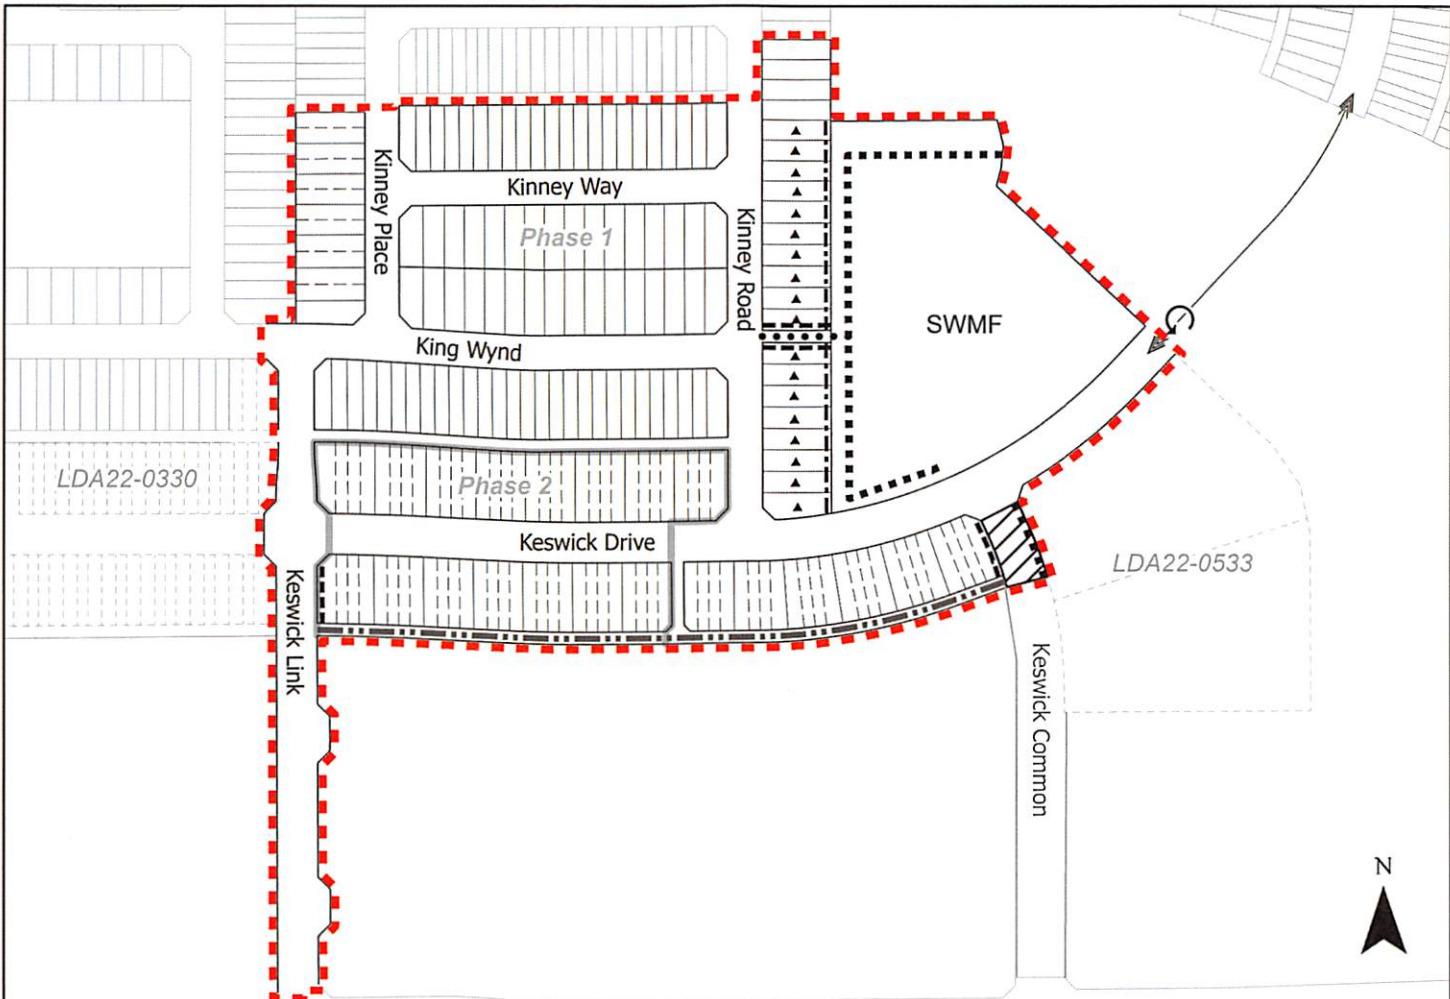 Kinney Place
Kinney Way
Phase 1
Kinney Road
SWMF
King Wynd
LDA22-0330
Phase 2
Keswick Drive
LDA22-0533
Keswick Link
Keswick Common
N